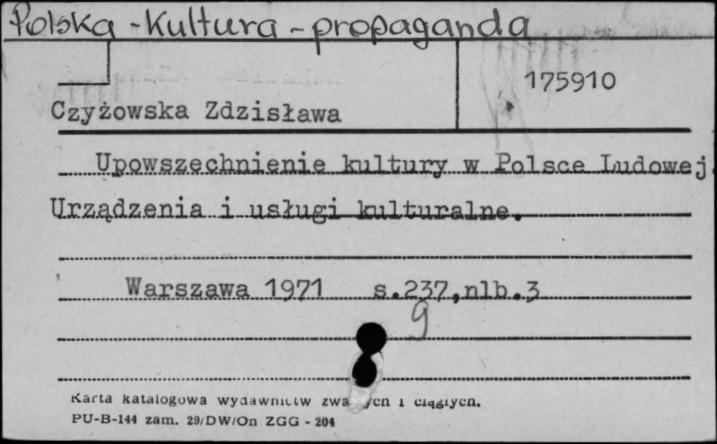 Polska - Kultura - propaganda
175910
Czyżowska Zdzisława
Upowszechnienie kultury w Polsce Ludowej.
Urządzenia i usługi kulturalne.
Warszawa 1971 s.237,nlb.3
9
Karta katalogowa wydawnictw i ciągłych.
PU-B-144 zam. 29/DW/On ZGG - 204